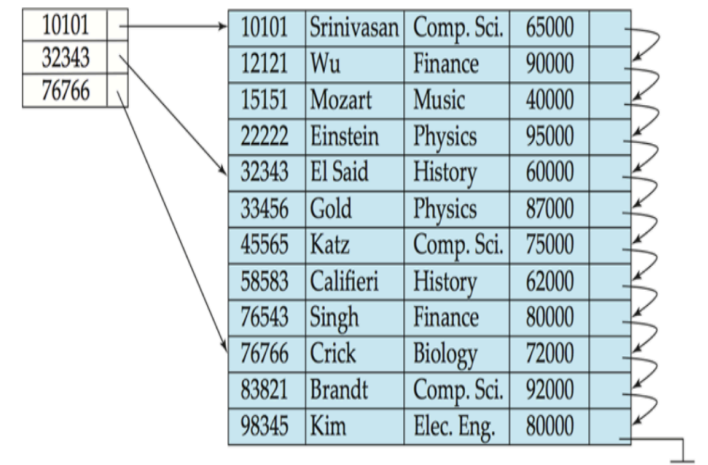 10101
32343
76766
10101 Srinivasan Comp. Sci. 65000
12121 Wu Finance 90000
15151 Mozart Music 40000
22222 Einstein Physics 95000
32343 El Said History 60000
33456 Gold Physics 87000
45565 Katz Comp. Sci. 75000
58583 Califieri History 62000
76543 Singh Finance 80000
76766 Crick Biology 72000
83821 Brandt Comp. Sci. 92000
98345 Kim Elec. Eng. 80000